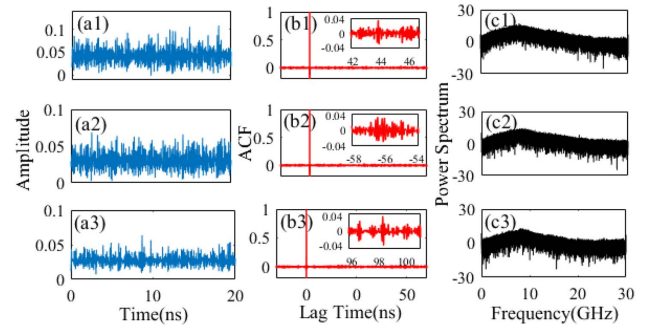 (a1)
0.1
0.05
0
(b1)
1
0.5
0
0.04
0
-0.04
42 44 46
(c1)
30
0
-30
(a2)
0.1
0.05
0
(b2)
1
0.5
0
0.04
0
-0.04
-58 -56 -54
(c2)
30
0
-30
(a3)
0.1
0.05
0
0 10 20
(b3)
1
0.5
0
0.04
0
-0.04
96 98 100
0 0 50
(c3)
30
0
-30
0 10 20 30
Amplitude
ACF
Power Spectrum
Time(ns)
Lag Time(ns)
Frequency(GHz)